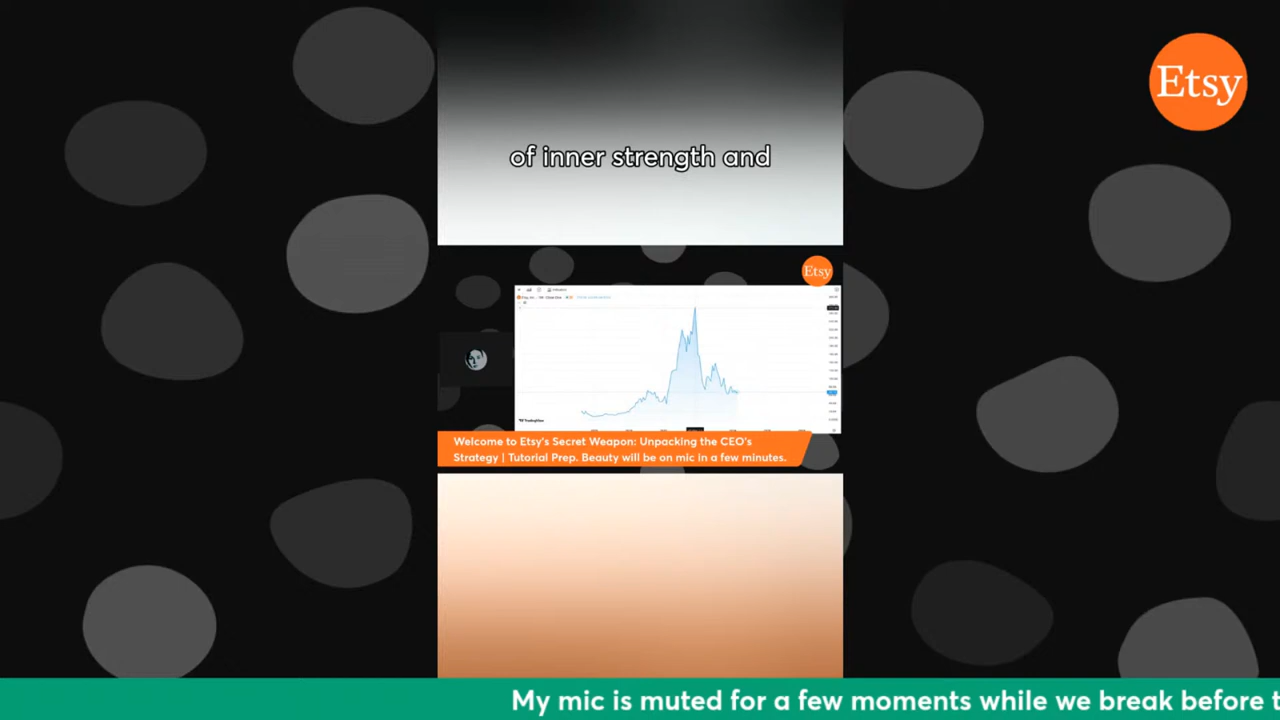 Etsy
of inner strength and
Etsy
Welcome to Etsy's Secret Weapon: Unpacking the CEO's
Strategy | Tutorial Prep. Beauty will be on mic in a few minutes.
My mic is muted for a few moments while we break before t